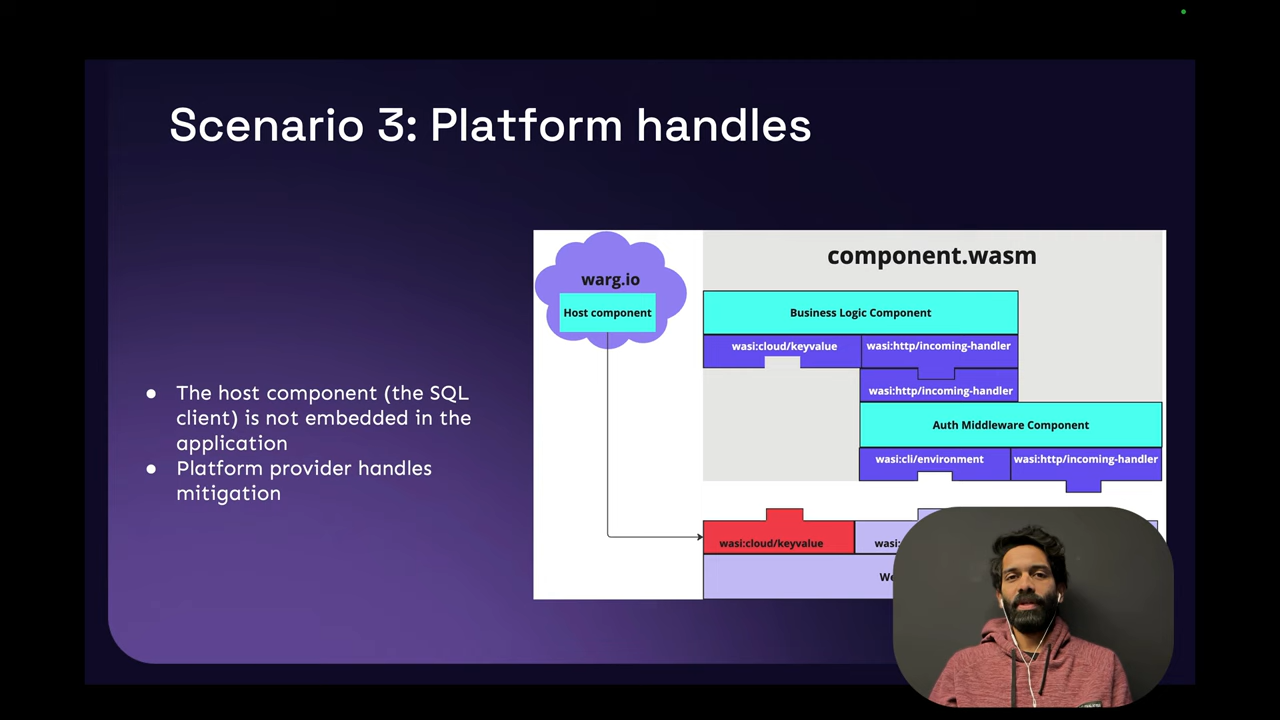 Scenario 3: Platform handles
● The host component (the SQL
client) is not embedded in the
application
● Platform provider handles
mitigation
warg.io
Host component
component.wasm
Business Logic Component
wasi:cloud/keyvalue
wasi:http/incoming-handler
wasi:http/incoming-handler
Auth Middleware Component
wasi:cli/environment
wasi:http/incoming-handler
wasi:cloud/keyvalue